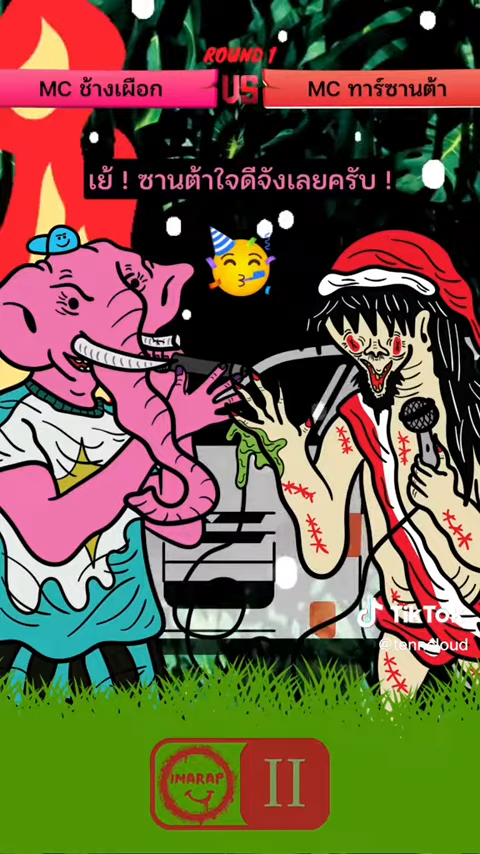 TikTok
ROUND 1
MC ช้างเผือก
VS
MC ทาร์ซานต้า
เย้ ! ซานต้าใจดีจังเลยครับ !
TikTok
@tenncloud
IMARAP
II